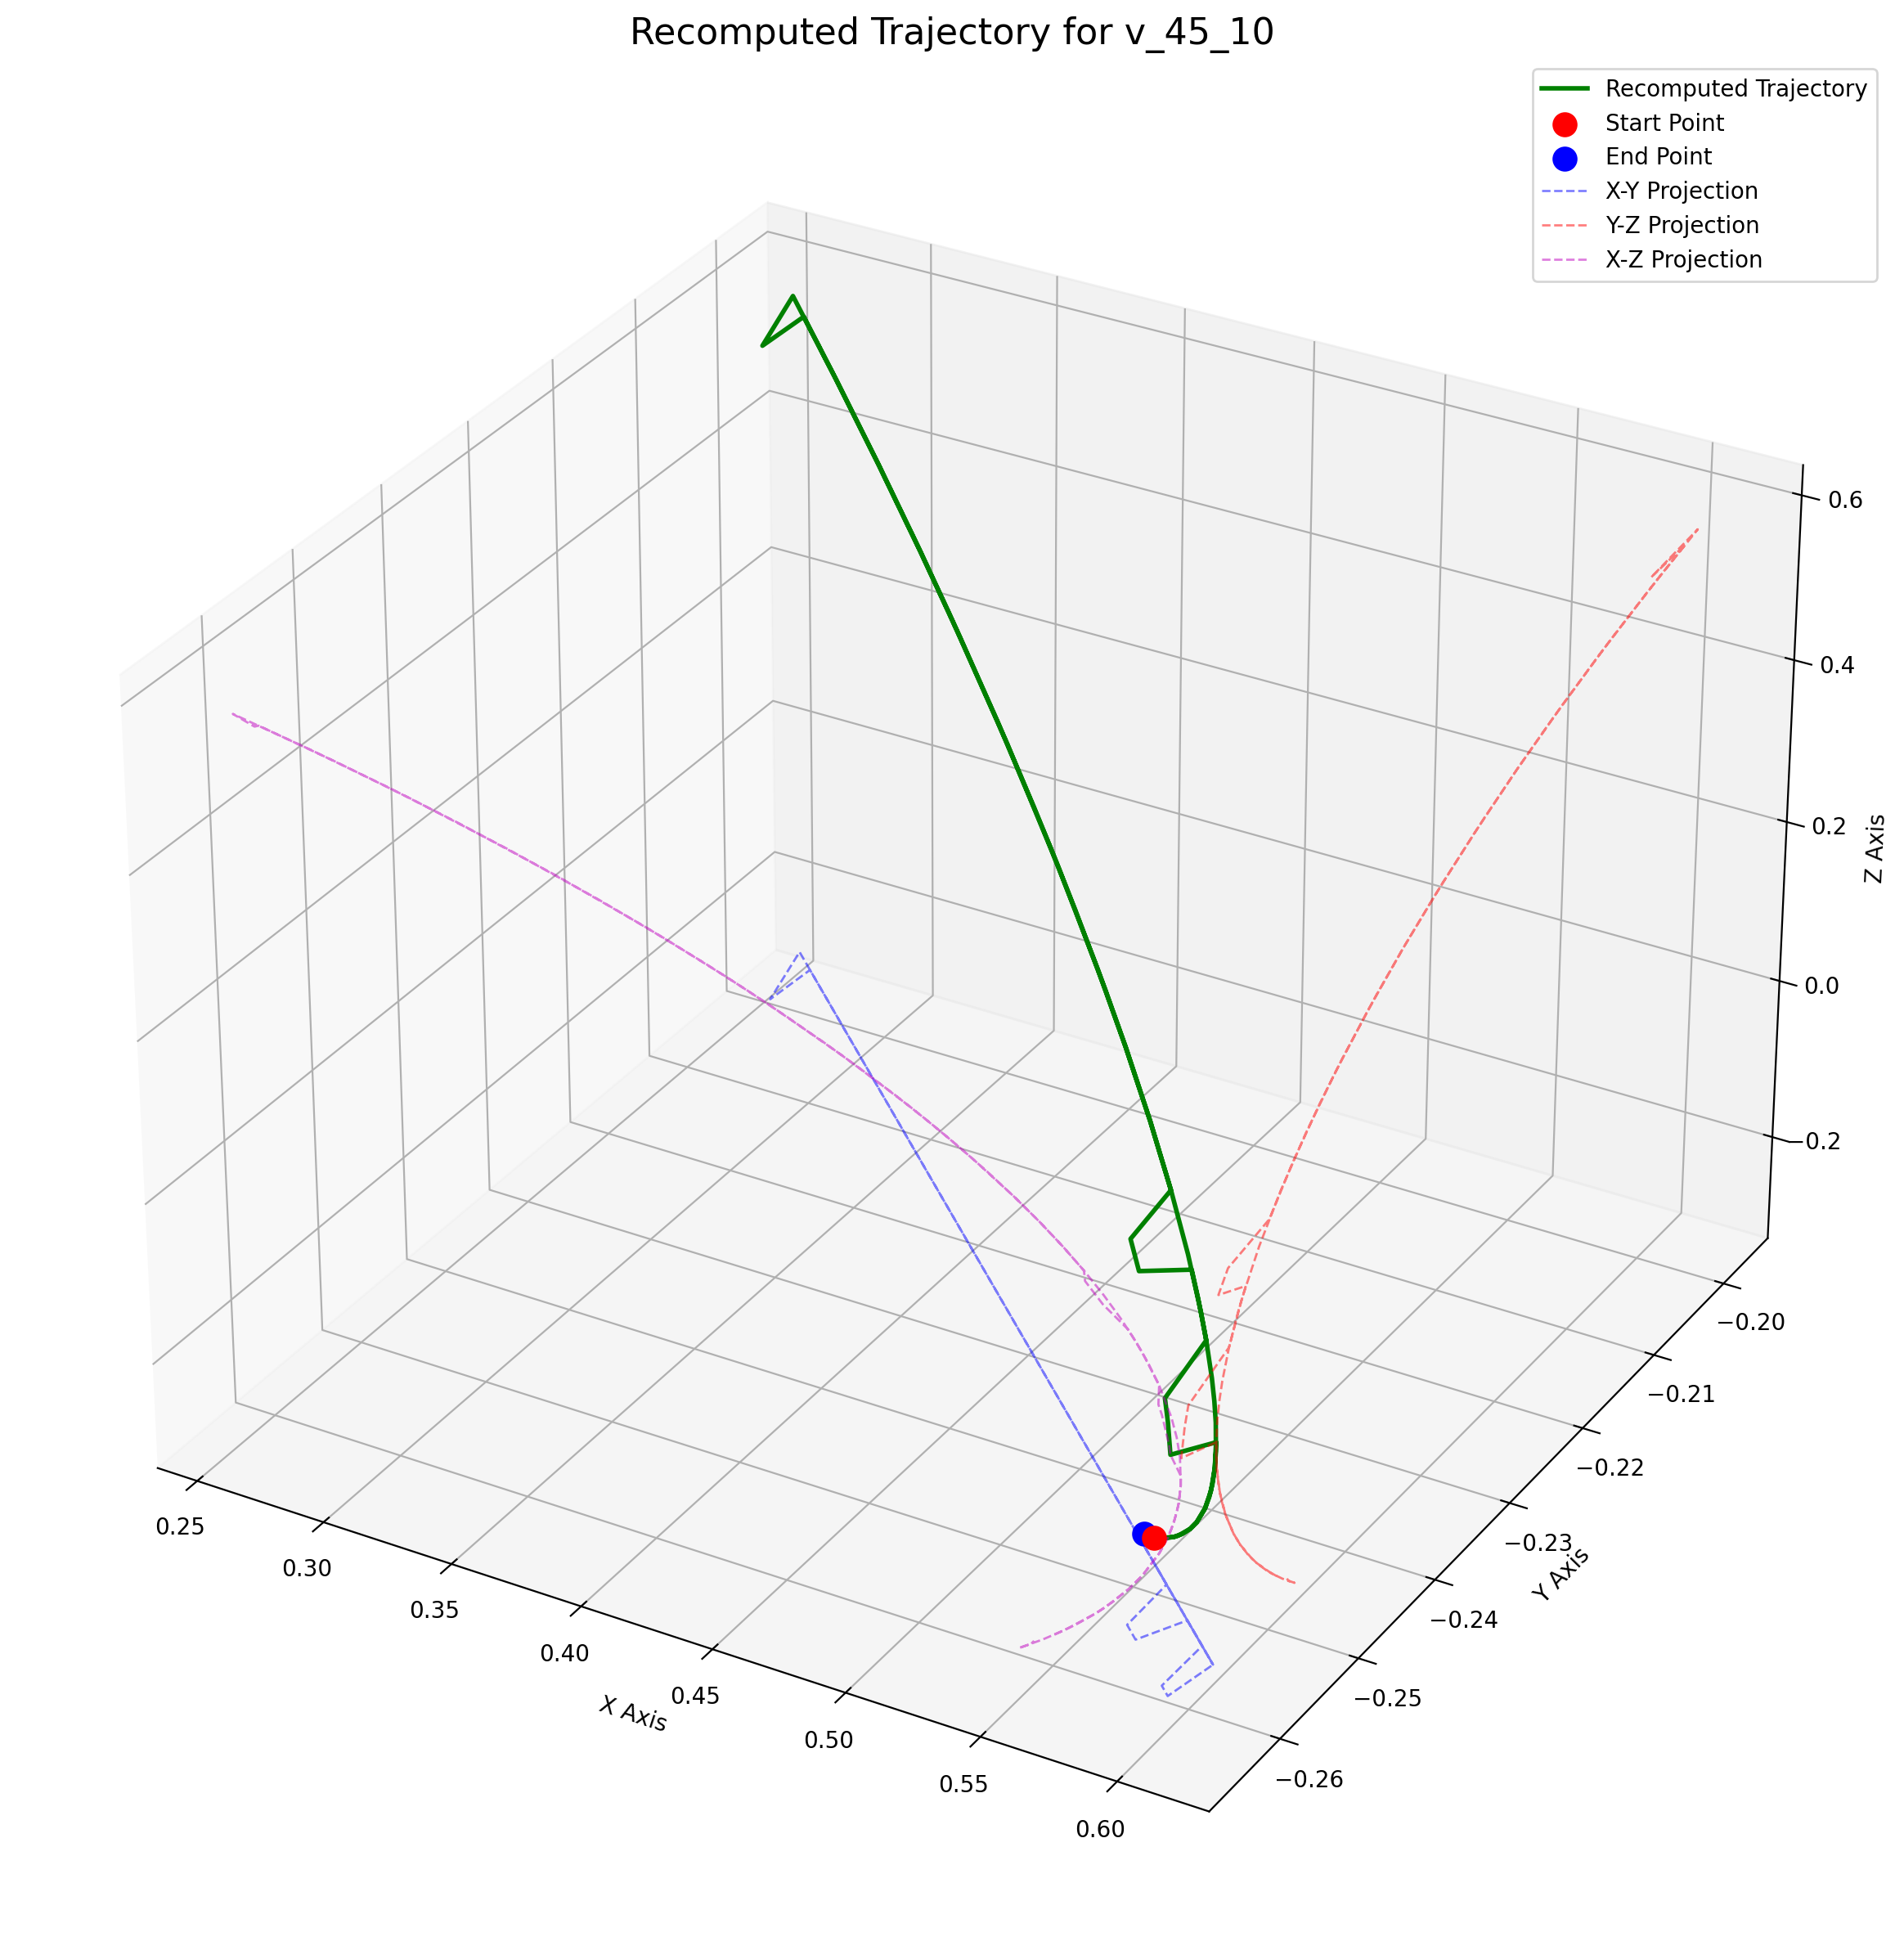 Recomputed Trajectory for v_45_10
Recomputed Trajectory
Start Point
End Point
X-Y Projection
Y-Z Projection
X-Z Projection
0.6
0.4
0.2
0.0
−0.2
Z Axis
−0.20
−0.21
−0.22
−0.23
−0.24
−0.25
−0.26
Y Axis
0.25
0.30
0.35
0.40
0.45
0.50
0.55
0.60
X Axis